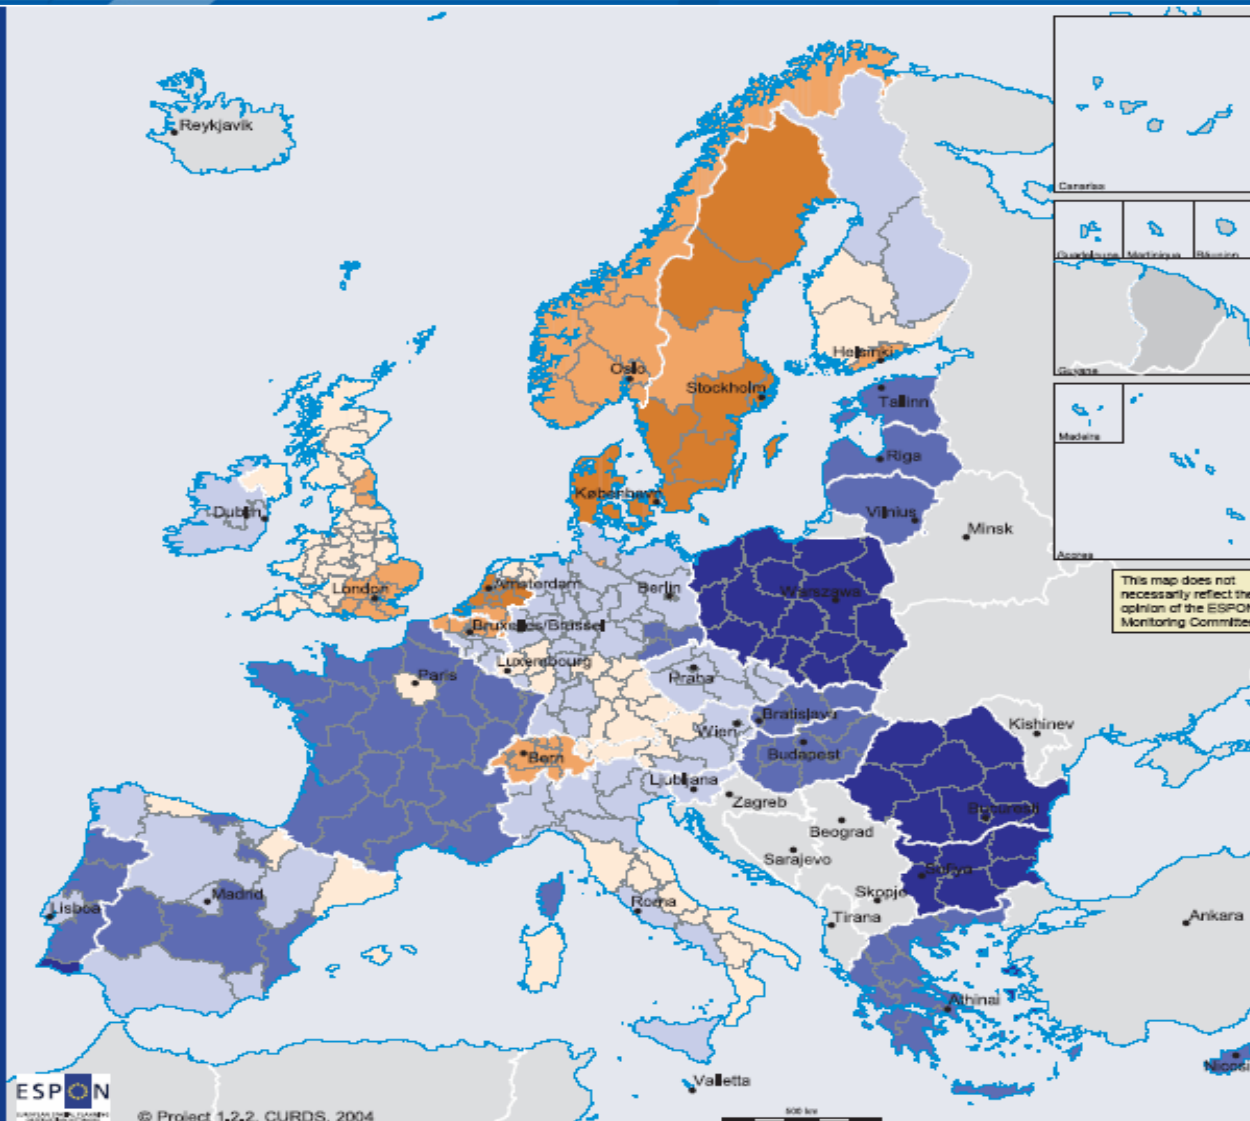 Reykjavik
Canarias
Guadeloupe
Martinique
Réunion
Guyane
Madeira
Acores
Oslo
Helsinki
Stockholm
Tallinn
Riga
København
Vilnius
Minsk
Dublin
London
Amsterdam
Berlin
Warszawa
This map does not
necessarily reflect the
opinion of the ESPON
Monitoring Committee
Bruxelles/Brussel
Luxembourg
Paris
Praha
Bratislava
Wien
Budapest
Kishinev
Bern
Ljubljana
Zagreb
Beograd
Bucuresti
Sarajevo
Sofiya
Skopje
Madrid
Lisboa
Roma
Tirana
Ankara
Athinai
Valletta
Nicosi
ESPON
© Project 1.2.2, CURDS, 2004
500 km